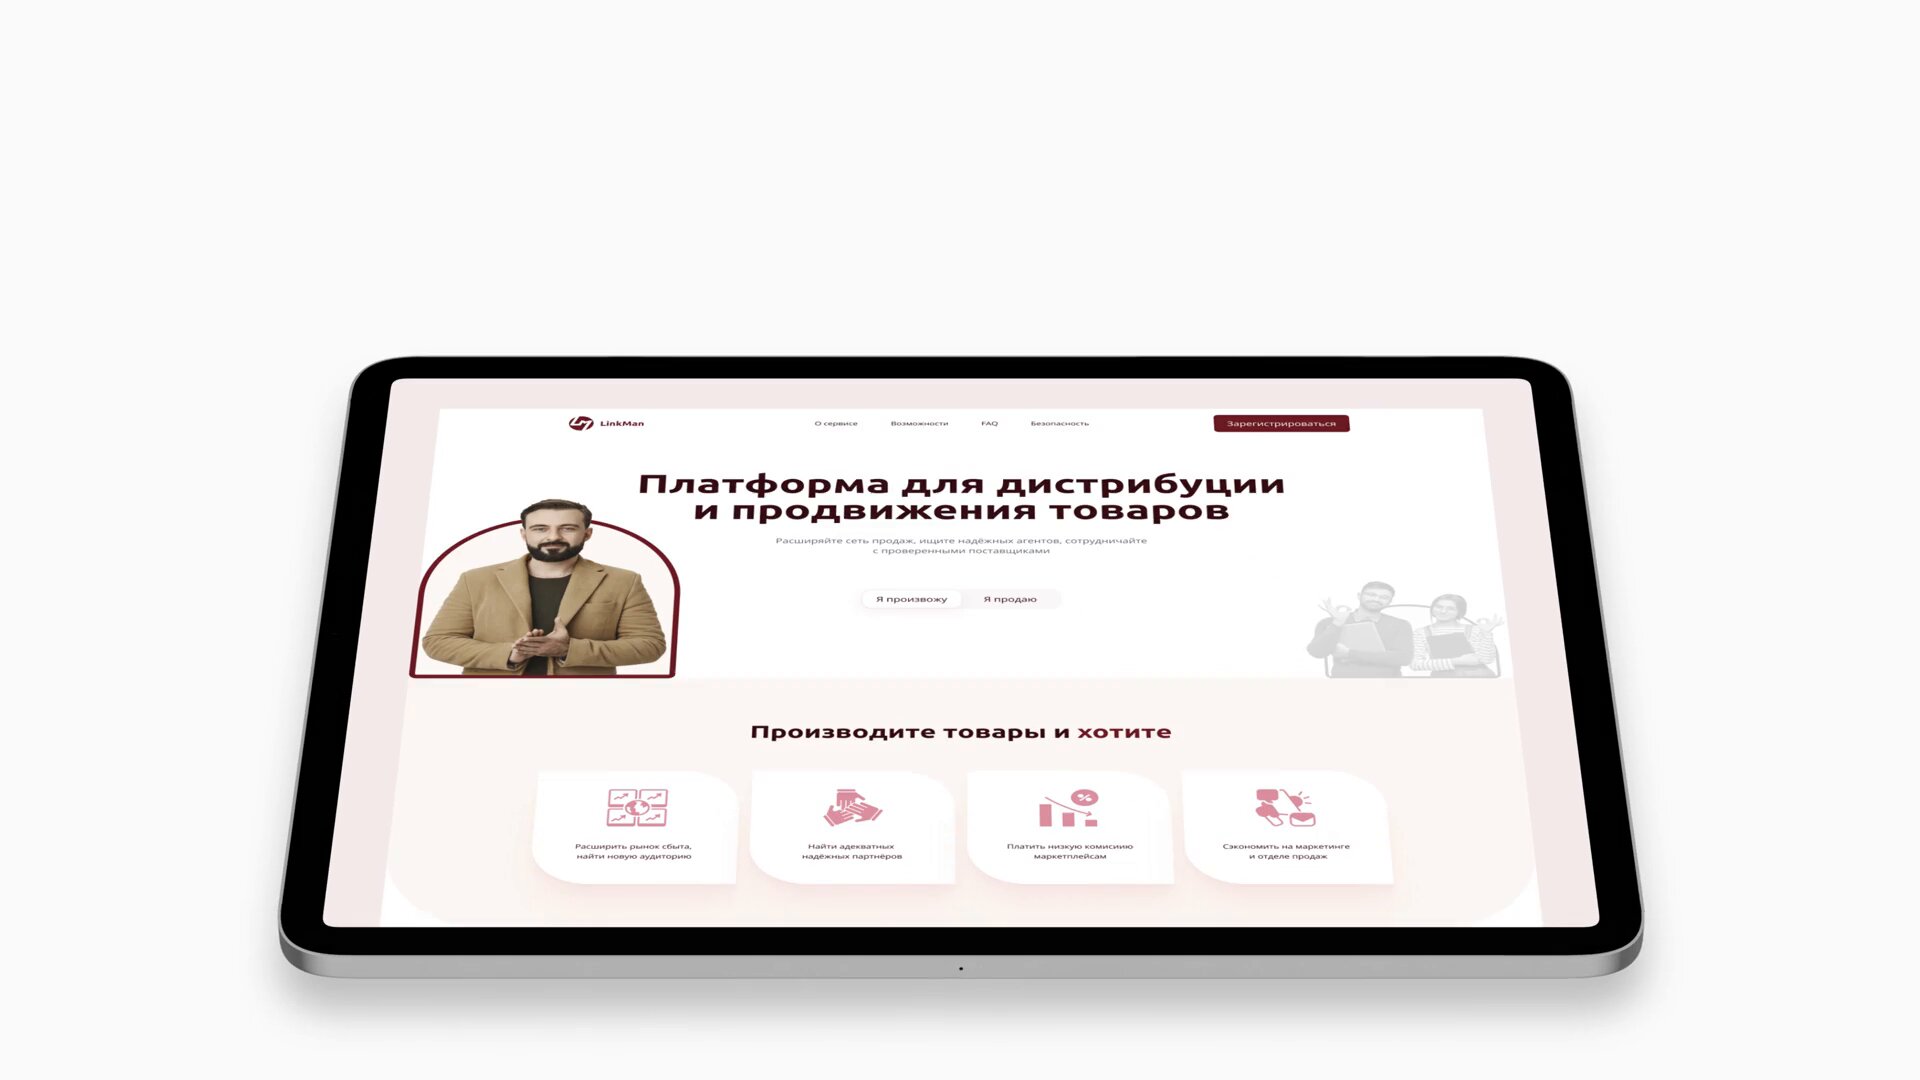 LinkMan
О сервисе
Возможности
FAQ
Безопасность
Зарегистрироваться
Платформа для дистрибуции
и продвижения товаров
Расширяйте сеть продаж, ищите надёжных агентов, сотрудничайте
с проверенными поставщиками
Я произвожу
Я продаю
Производите товары и хотите
Расширить рынок сбыта,
найти новую аудиторию
Найти адекватных
надёжных партнёров
Платить низкую комисиию
маркетплейсам
Сэкономить на маркетинге
и отделе продаж